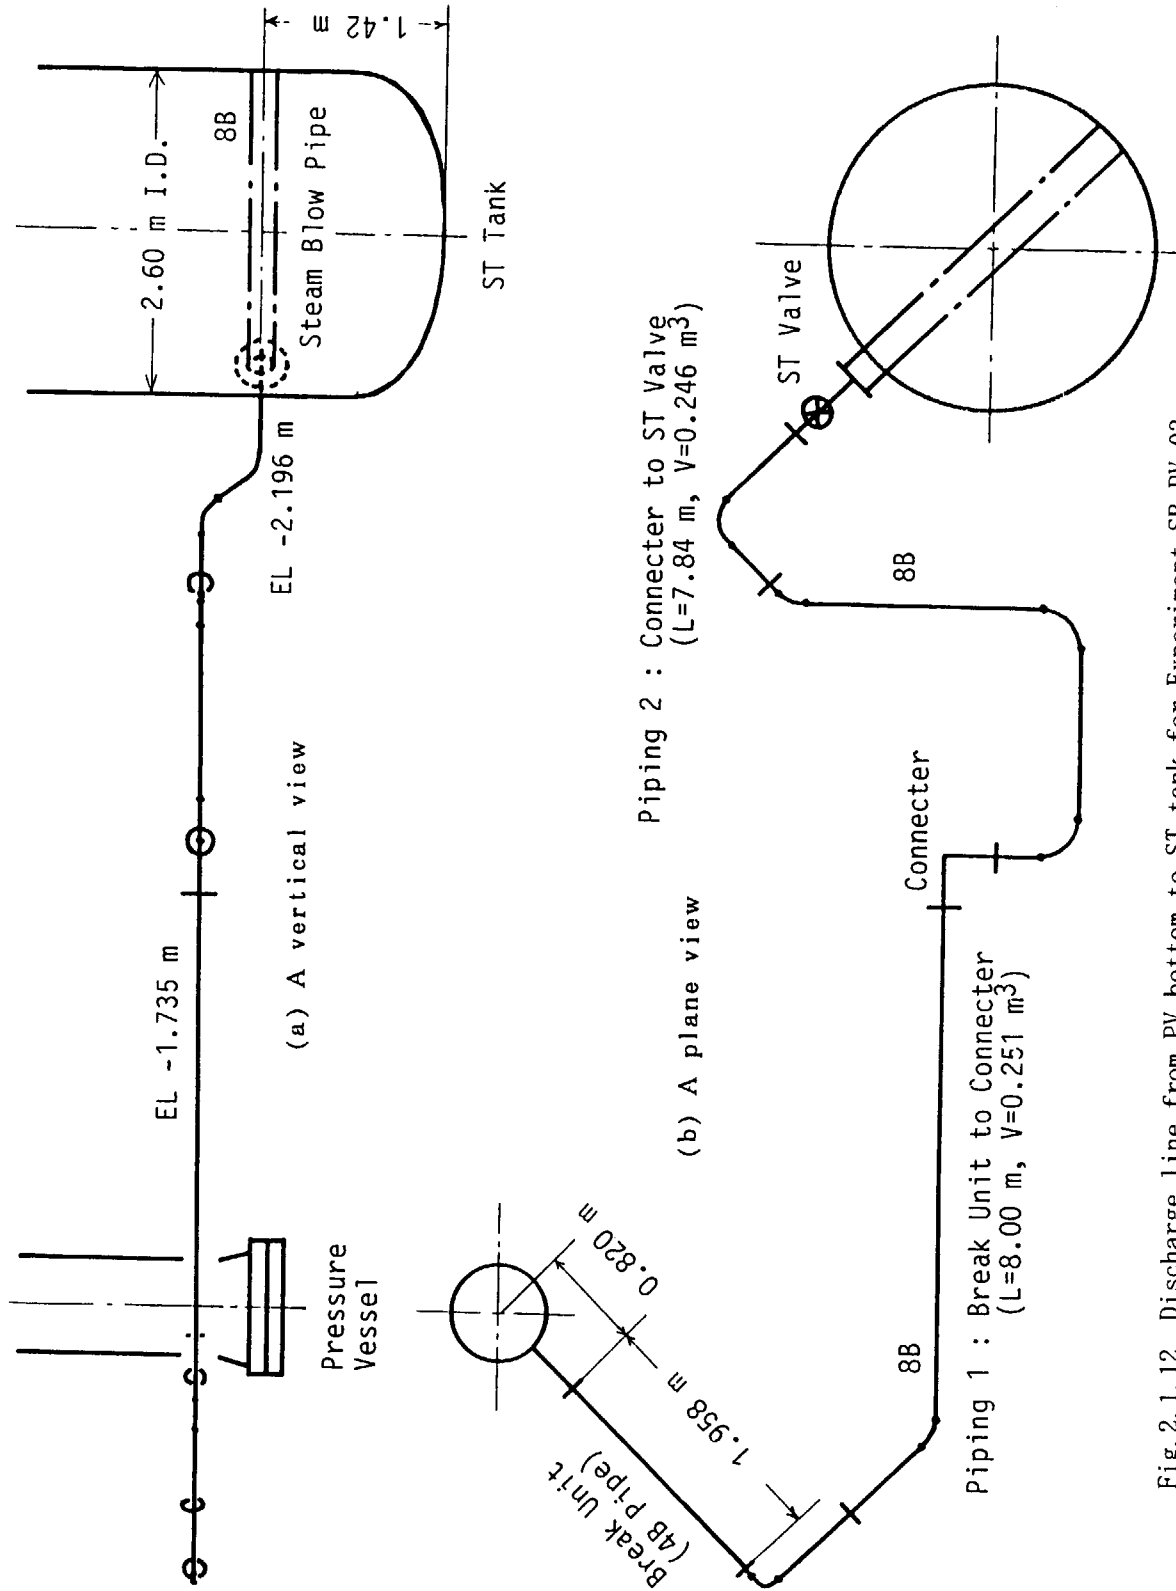 1.42 m
2.60 m I.D.
8B
Steam Blow Pipe
ST Tank
EL -2.196 m
EL -1.735 m
(a) A vertical view
Pressure
Vessel
ST Valve
Piping 2 : Connecter to ST Valve
(L=7.84 m, V=0.246 m³)
8B
Connecter
(b) A plane view
0.820 m
1.958 m
Break Unit
(4B Pipe)
8B
Piping 1 : Break Unit to Connecter
(L=8.00 m, V=0.251 m³)
Fig.2.1.12 Discharge line from PV bottom to ST tank for Experiment SB-PV-03